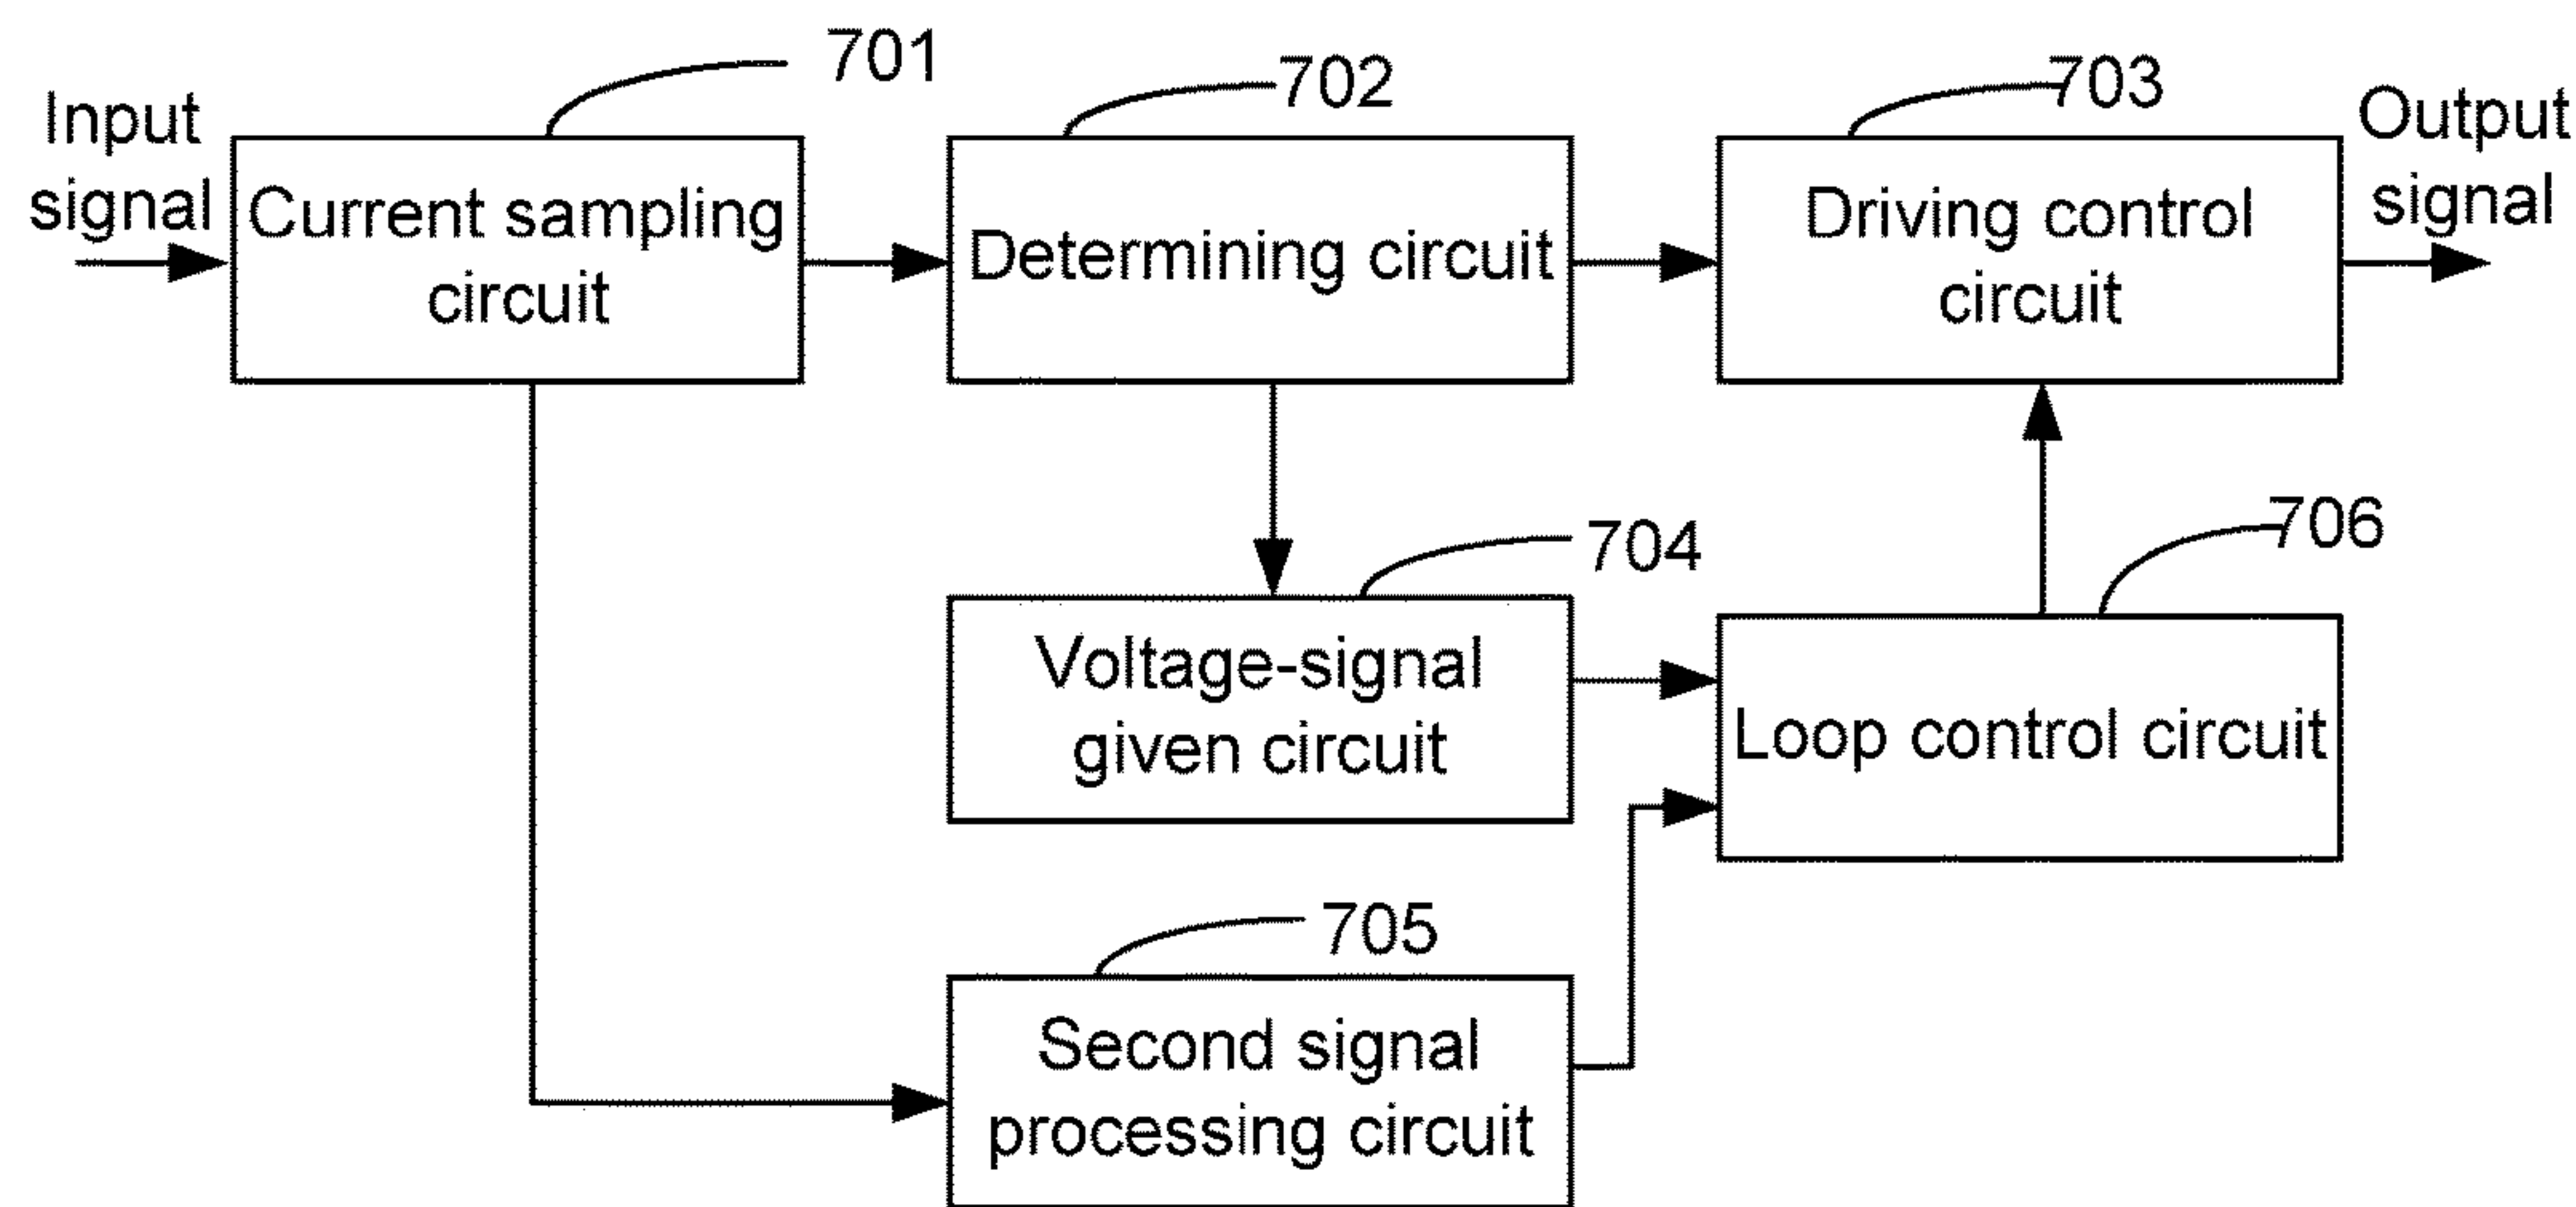 701
702
703
Input
signal
Current sampling
circuit
Determining circuit
Driving control
circuit
Output
signal
704
706
Voltage-signal
given circuit
Loop control circuit
705
Second signal
processing circuit